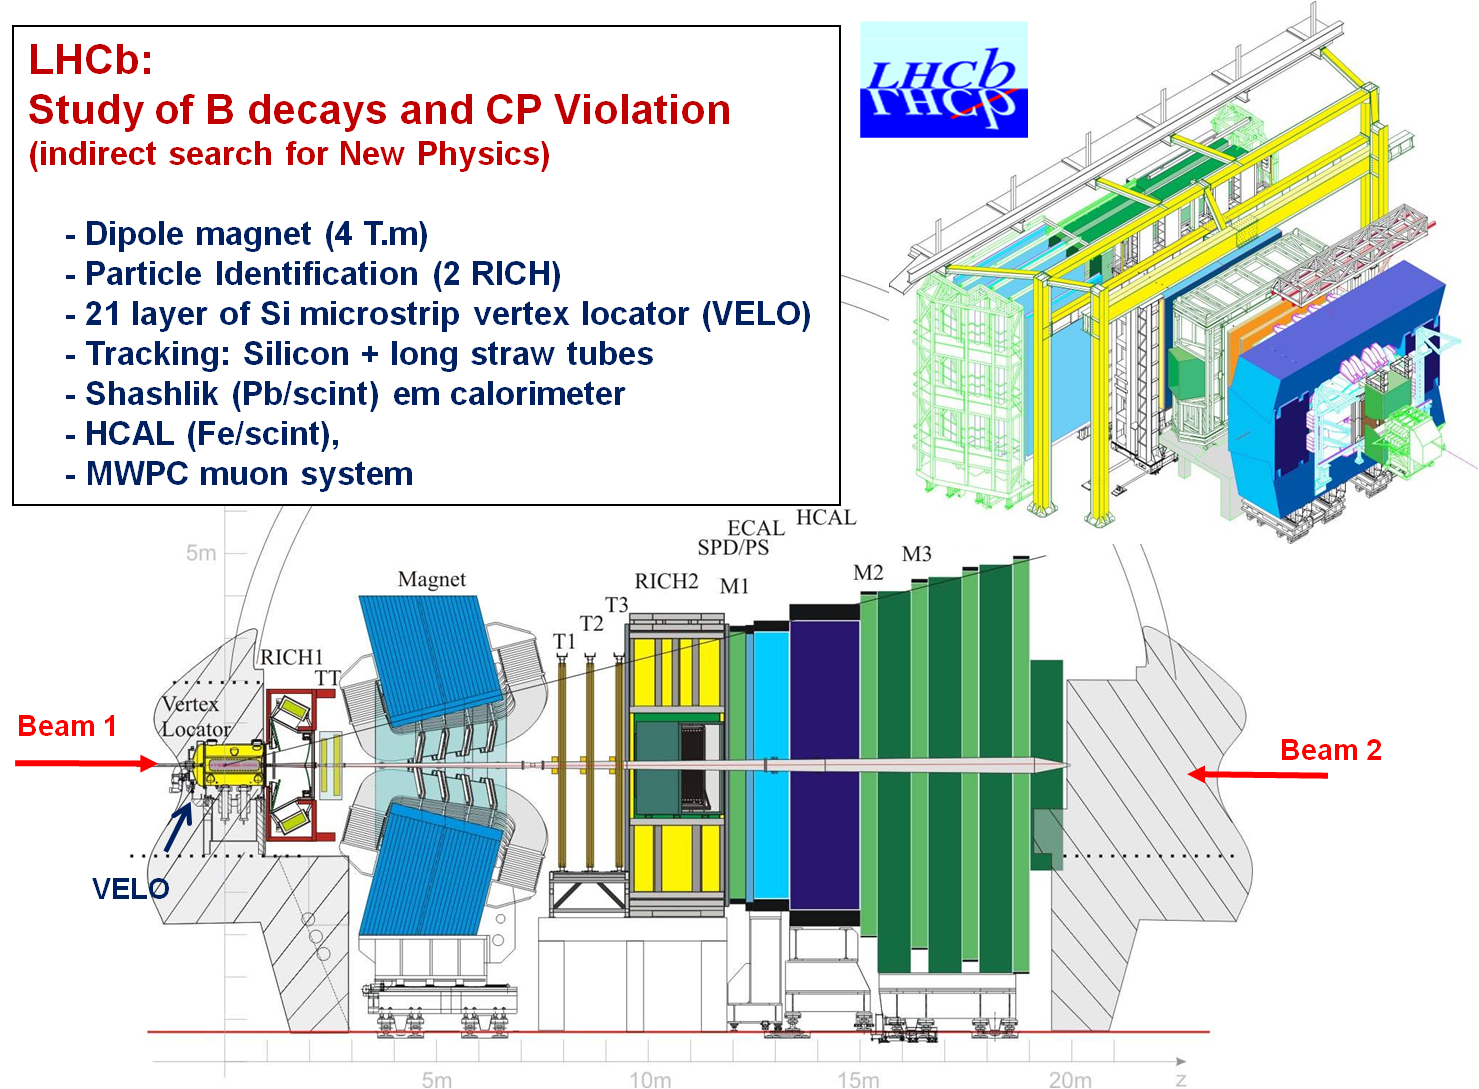 LHCb:
Study of B decays and CP Violation
(indirect search for New Physics)
- Dipole magnet (4 T.m)
- Particle Identification (2 RICH)
- 21 layer of Si microstrip vertex locator (VELO)
- Tracking: Silicon + long straw tubes
- Shashlik (Pb/scint) em calorimeter
- HCAL (Fe/scint),
- MWPC muon system
LHCb
LHCb
HCAL
ECAL
SPD/PS
5m
M3
M2
Magnet
RICH2
M1
T3
T2
T1
RICH1
TT
Vertex
Locator
Beam 1
Beam 2
VELO
5m
10m
15m
20m
z